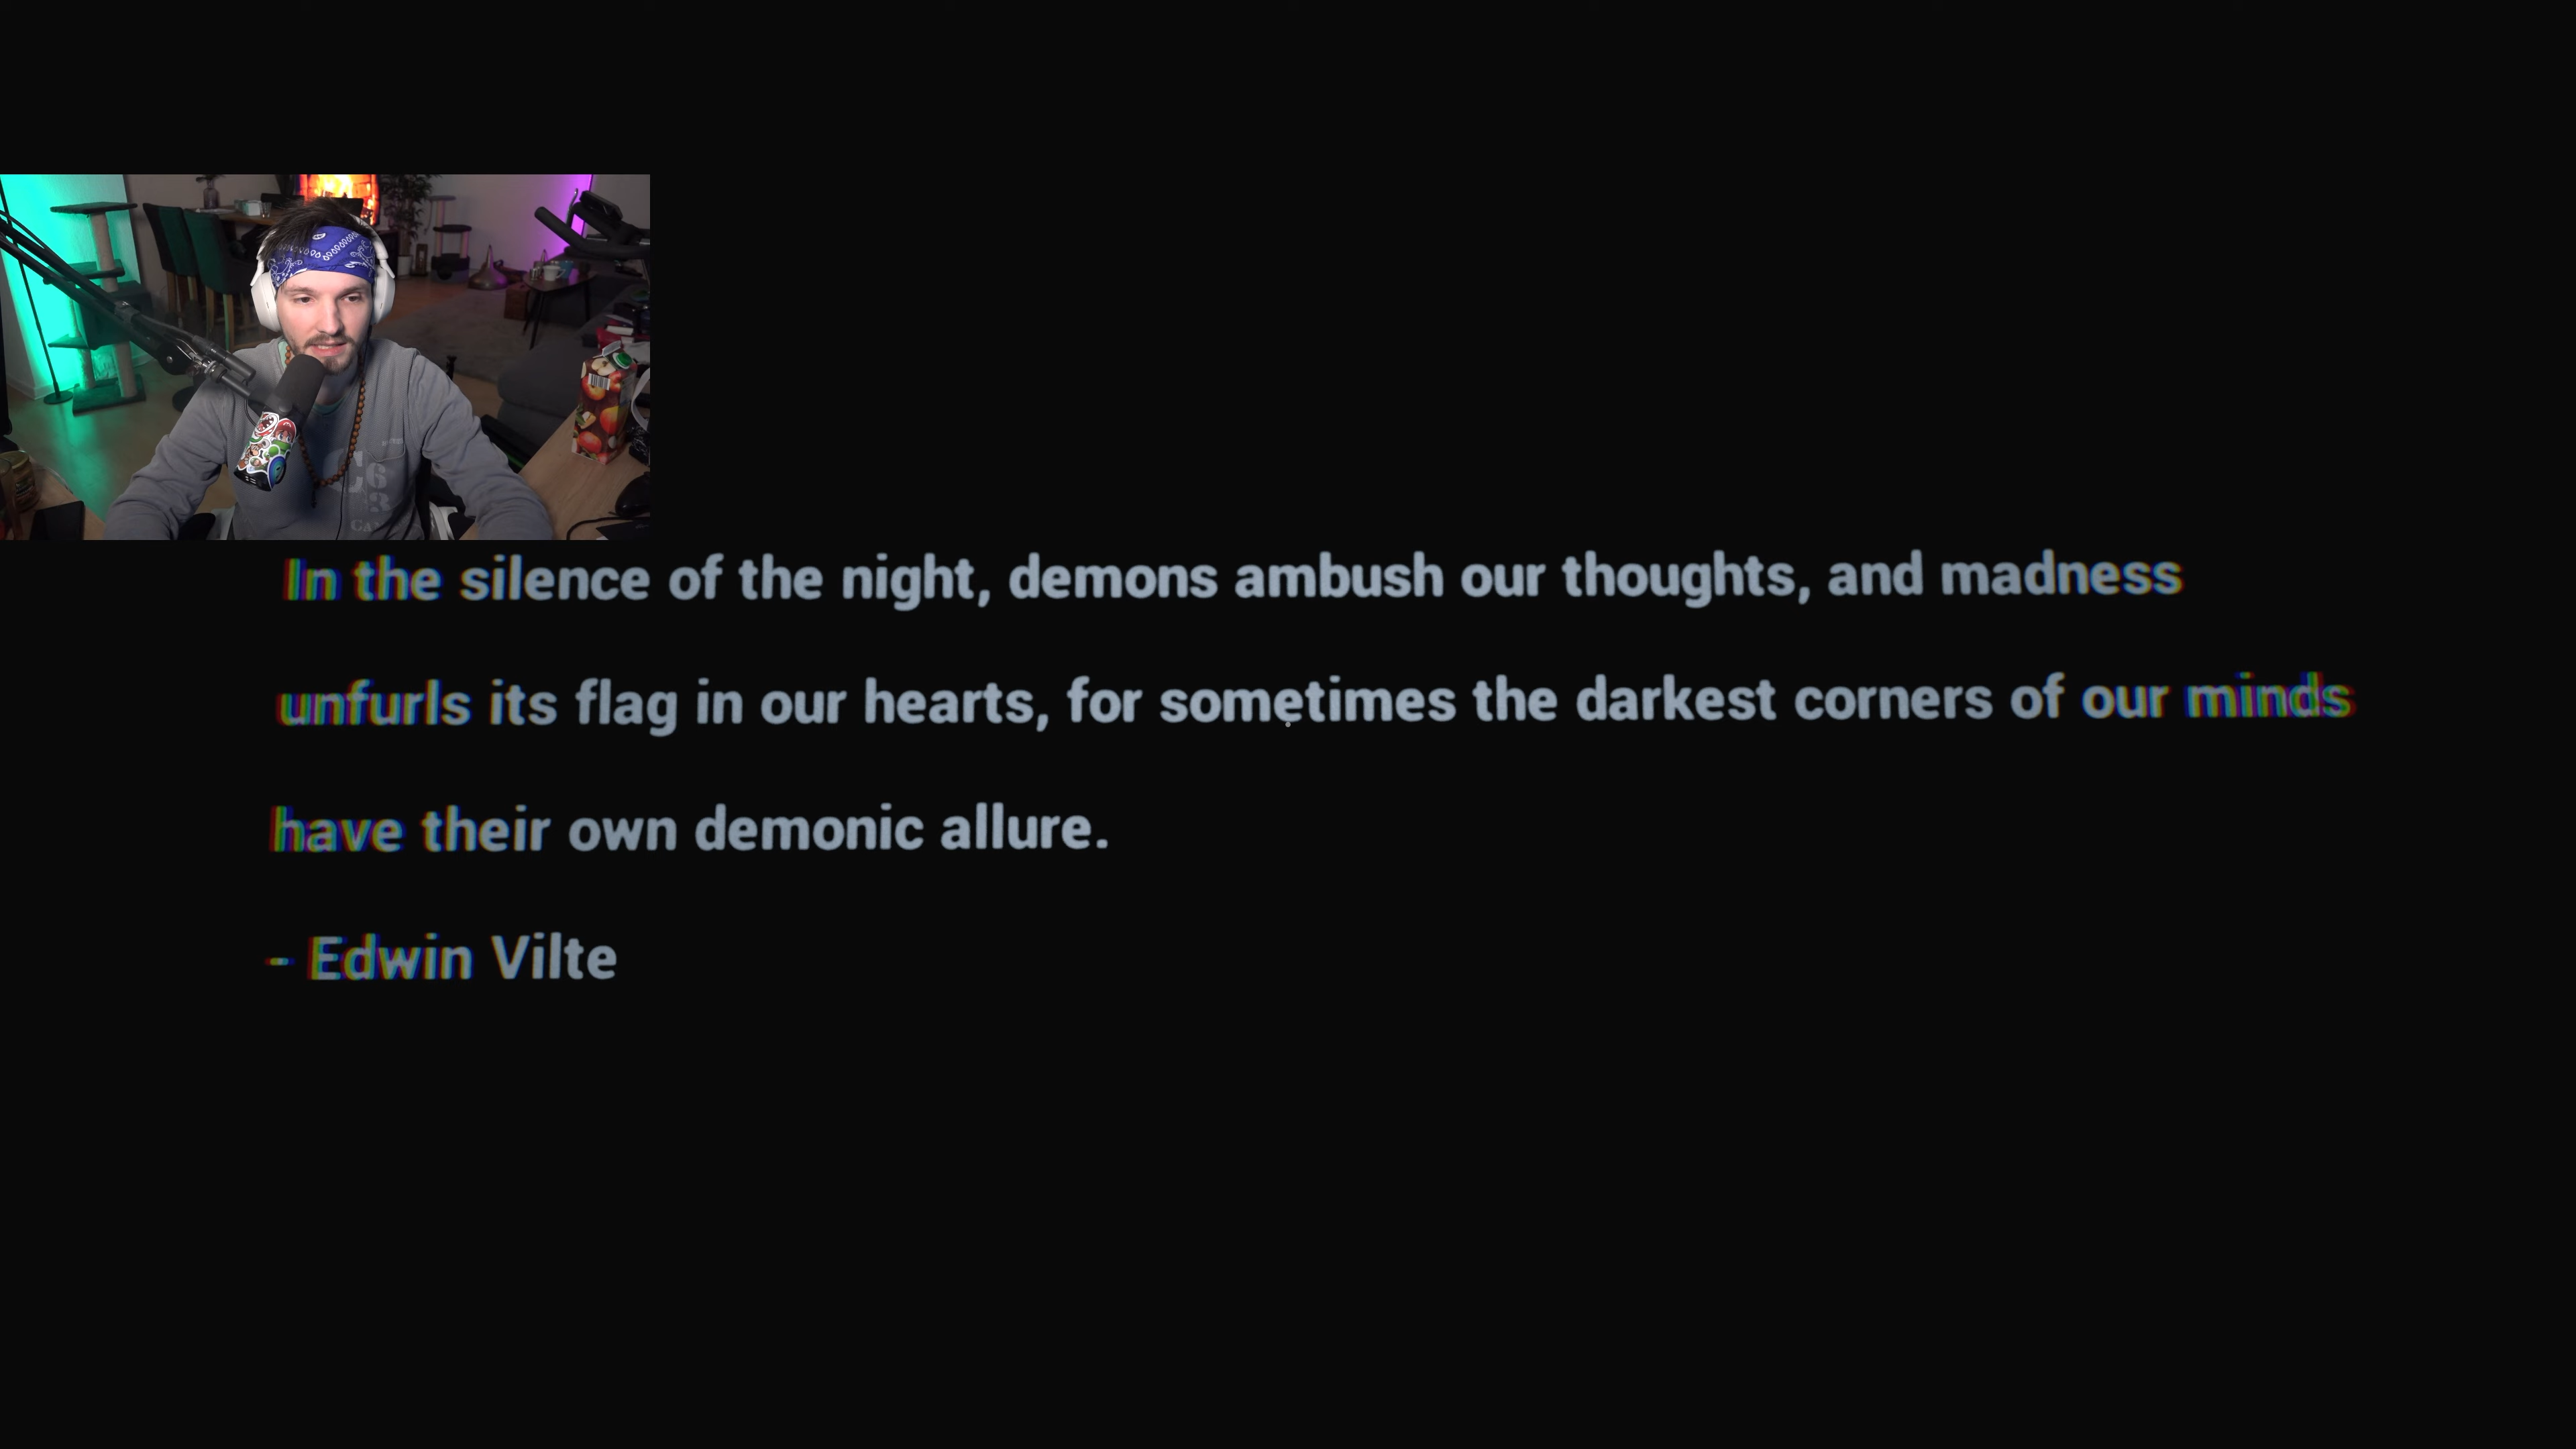 In the silence of the night, demons ambush our thoughts, and madness
unfurls its flag in our hearts, for sometimes the darkest corners of our minds
have their own demonic allure.
- Edwin Vilte